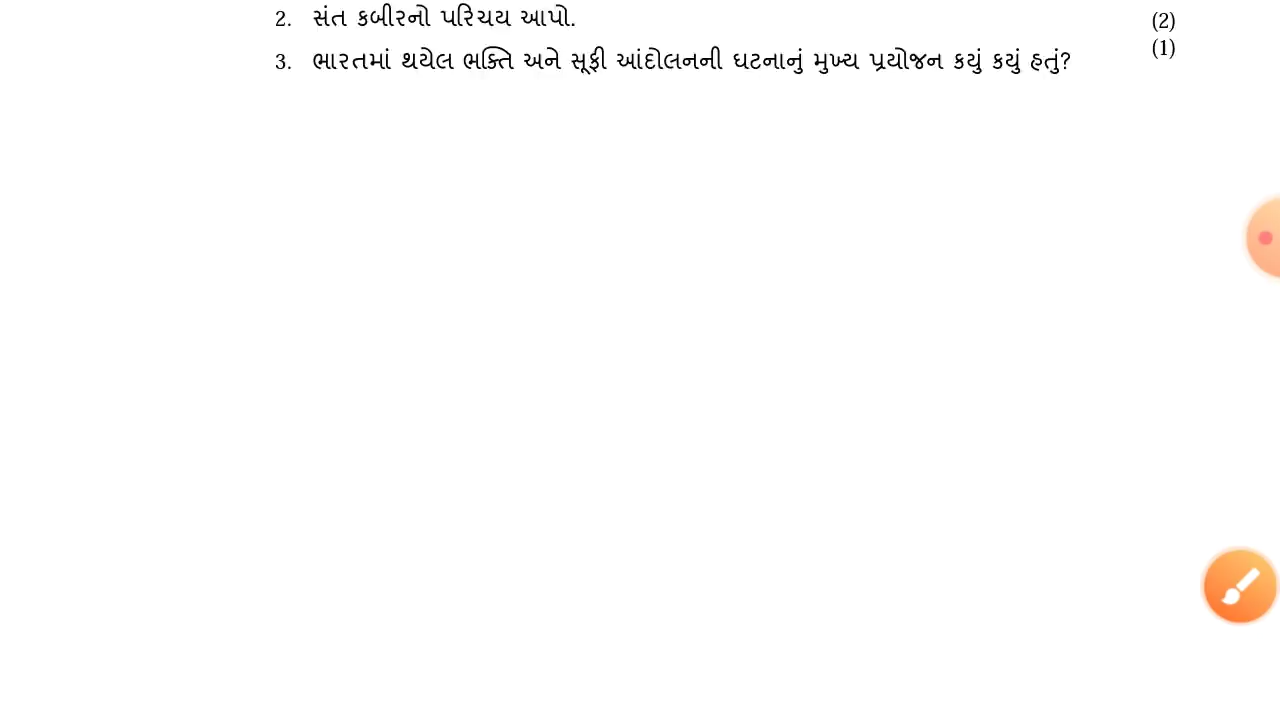 2. સંત કબીરનો પરિચય આપો. (2)
3. ભારતમાં થયેલ ભક્તિ અને સૂફી આંદોલનની ઘટનાનું મુખ્ય પ્રયોજન કયું કયું હતું? (1)